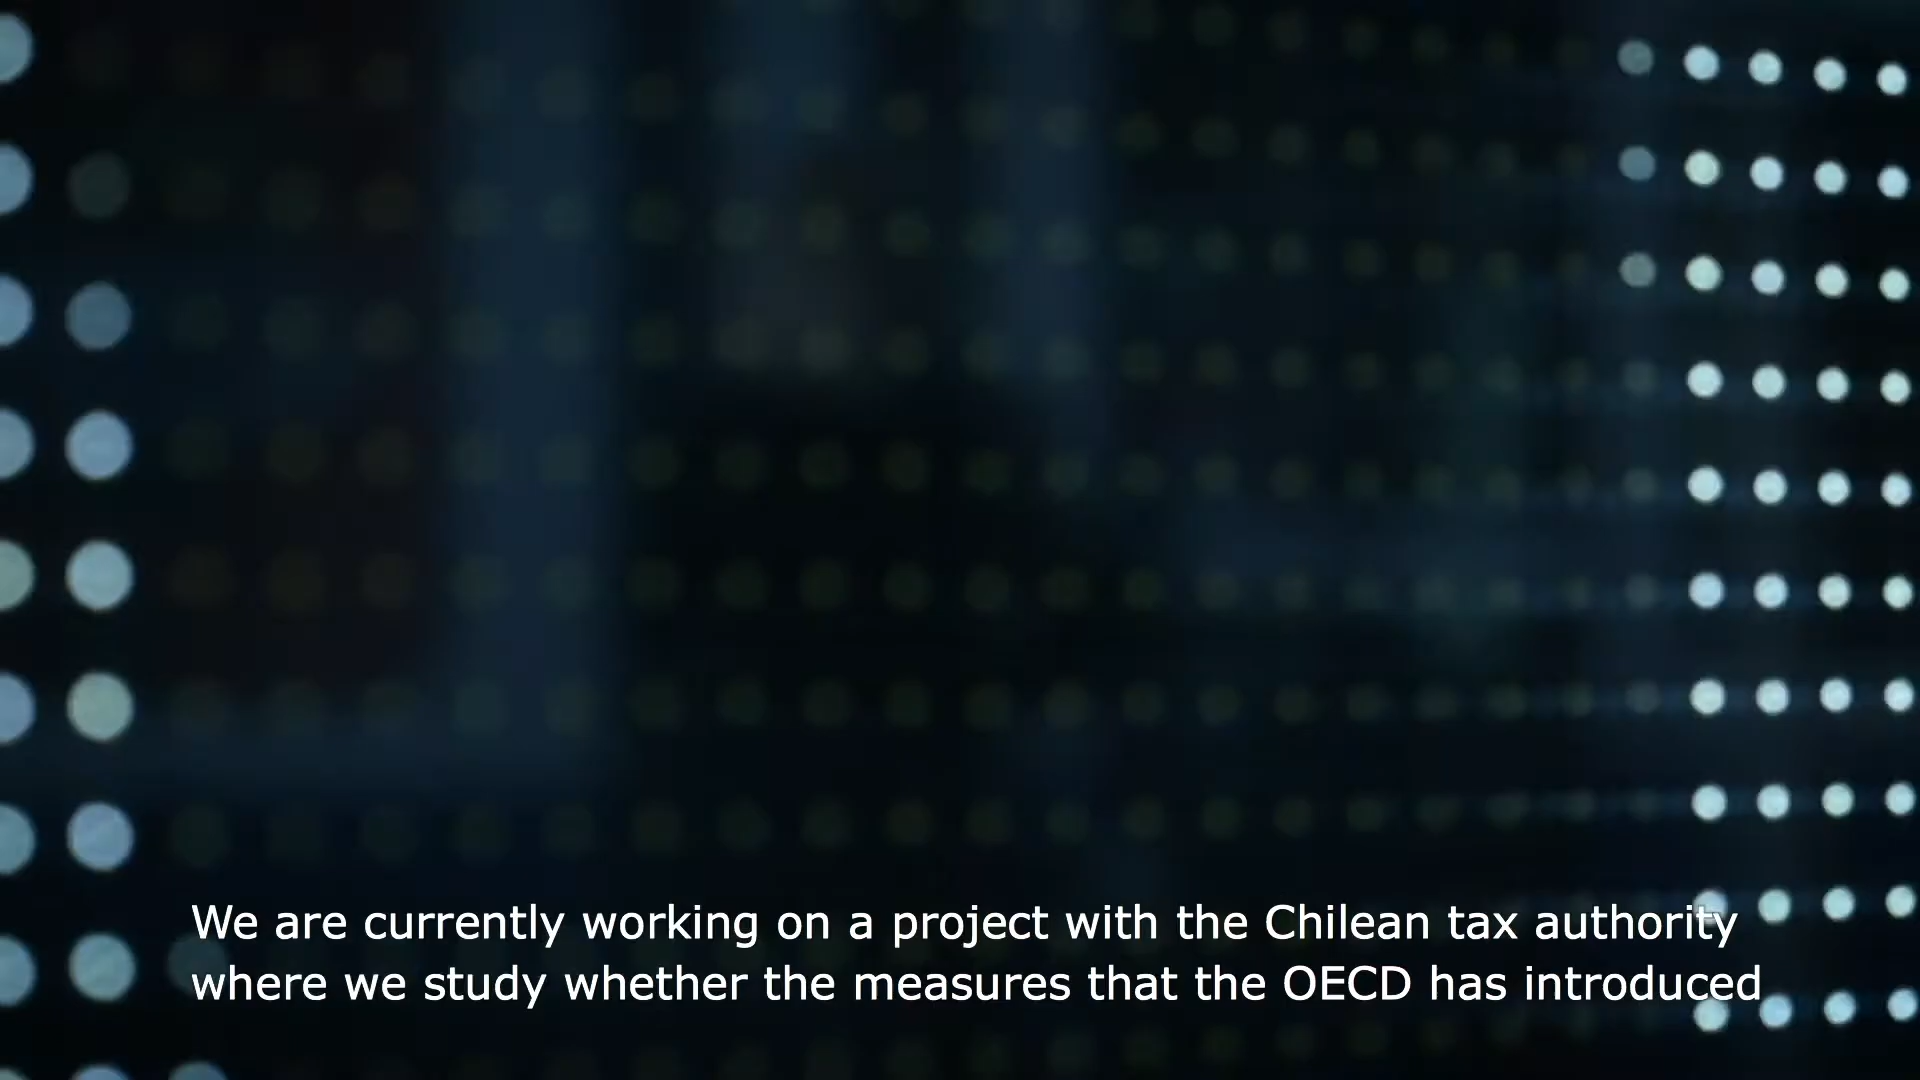 We are currently working on a project with the Chilean tax authority
where we study whether the measures that the OECD has introduced